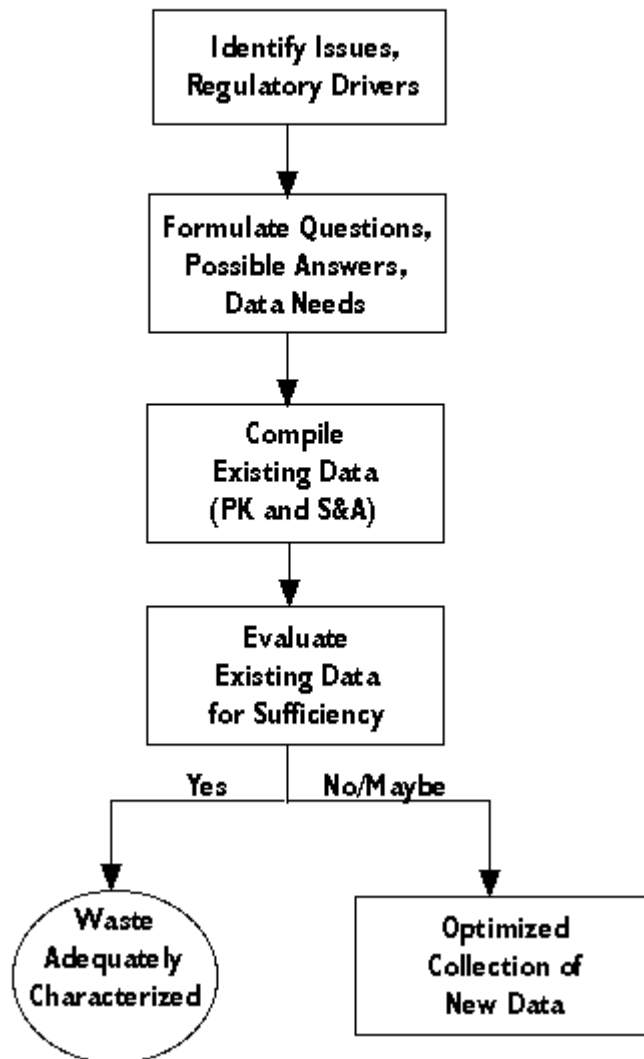 Identify Issues,
Regulatory Drivers
Formulate Questions,
Possible Answers,
Data Needs
Compile
Existing Data
(PK and S&A)
Evaluate
Existing Data
for Sufficiency
Yes
No/Maybe
Waste
Adequately
Characterized
Optimized
Collection of
New Data